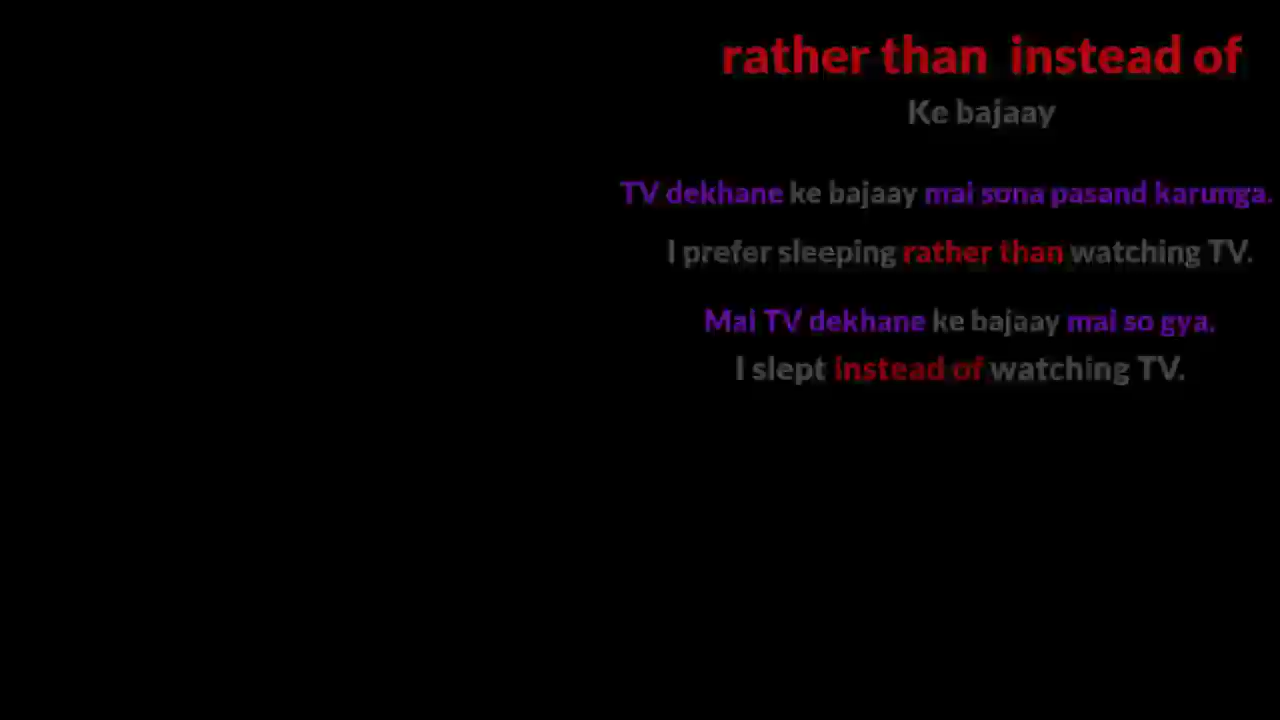 rather than instead of
Ke bajaay
TV dekhane ke bajaay mai sona pasand karunga.
I prefer sleeping rather than watching TV.
Mai TV dekhane ke bajaay mai so gya.
I slept instead of watching TV.